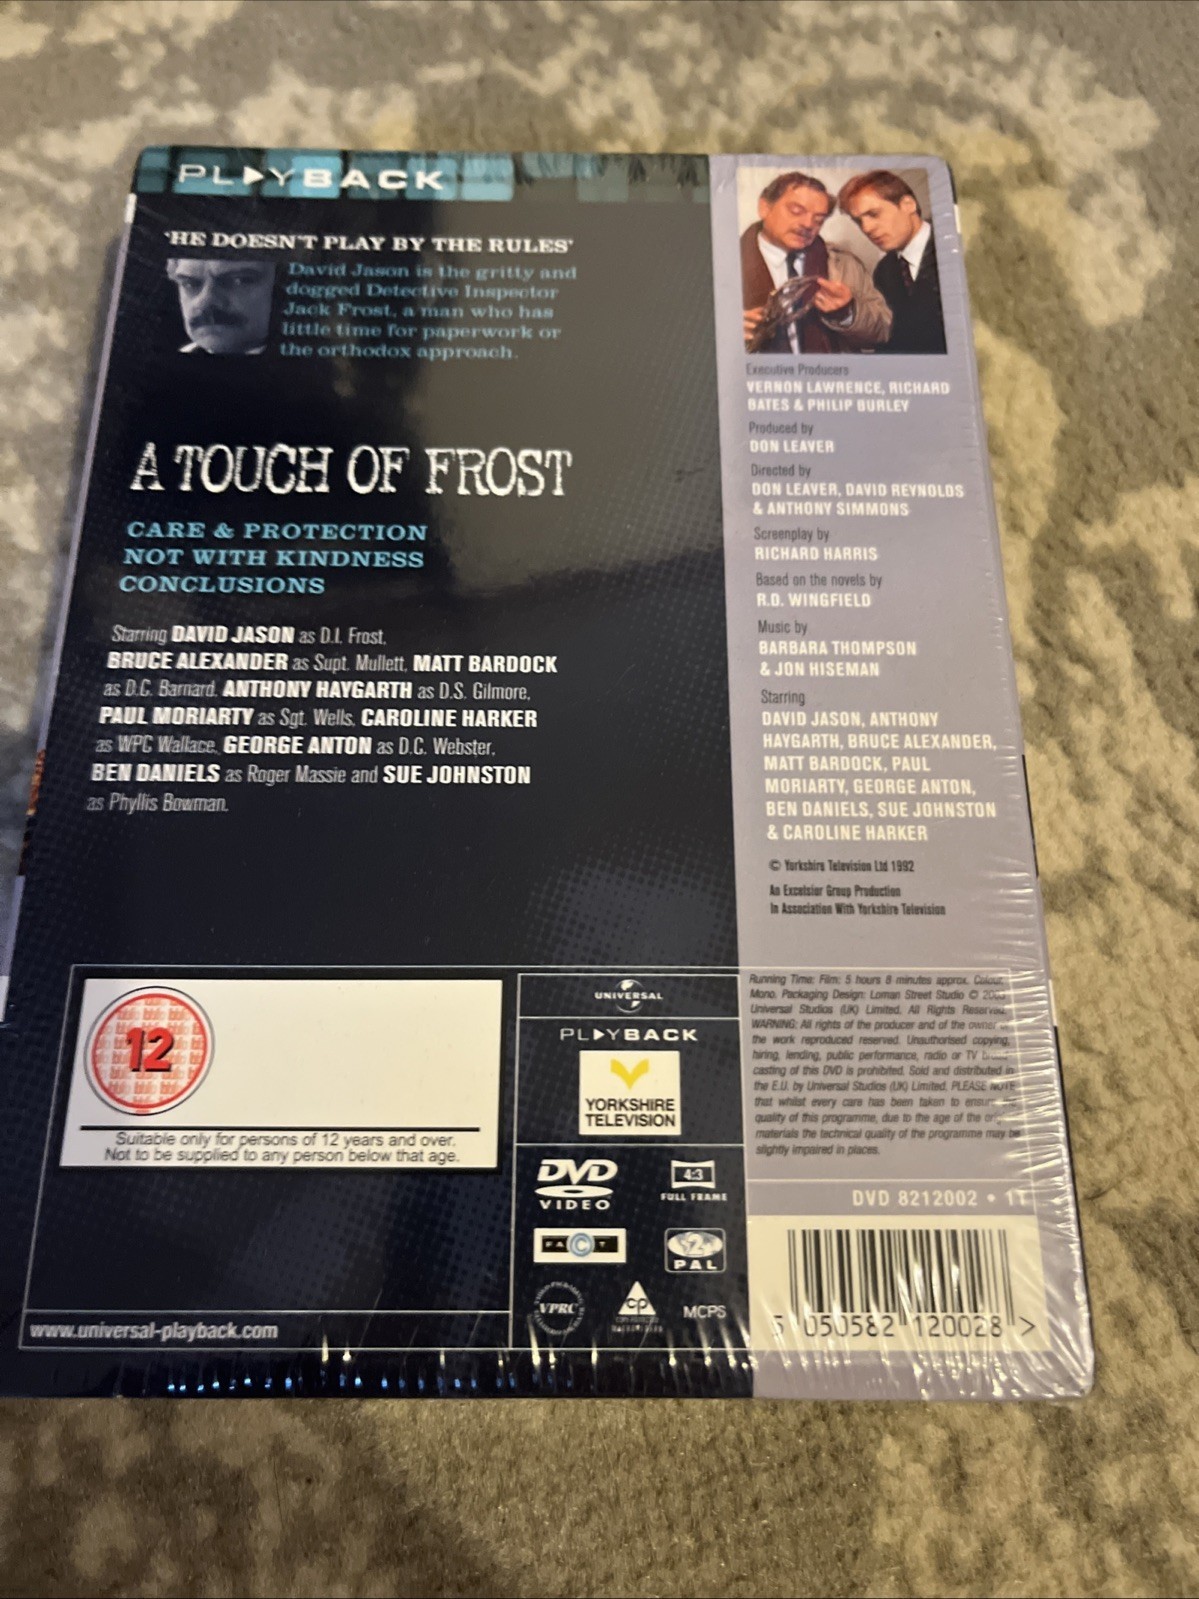 PLAYBACK
'HE DOESN'T PLAY BY THE RULES'
David Jason is the gritty and
dogged Detective Inspector
Jack Frost, a man who has
little time for paperwork or
the orthodox approach.
A TOUCH OF FROST
CARE & PROTECTION
NOT WITH KINDNESS
CONCLUSIONS
Starring DAVID JASON as D.I. Frost,
BRUCE ALEXANDER as Supt. Mullett, MATT BARDOCK
as D.C. Barnard, ANTHONY HAYGARTH as D.S. Gilmore,
PAUL MORIARTY as Sgt. Wells, CAROLINE HARKER
as WPC Wallace, GEORGE ANTON as D.C. Webster,
BEN DANIELS as Roger Massie and SUE JOHNSTON
as Phyllis Bowman.
Executive Producers
VERNON LAWRENCE, RICHARD
BATES & PHILIP BURLEY
Produced by
DON LEAVER
Directed by
DON LEAVER, DAVID REYNOLDS
& ANTHONY SIMMONS
Screenplay by
RICHARD HARRIS
Based on the novels by
R.D. WINGFIELD
Music by
BARBARA THOMPSON
& JON HISEMAN
Starring
DAVID JASON, ANTHONY
HAYGARTH, BRUCE ALEXANDER,
MATT BARDOCK, PAUL
MORIARTY, GEORGE ANTON,
BEN DANIELS, SUE JOHNSTON
& CAROLINE HARKER
© Yorkshire Television Ltd 1992
An Excelsior Group Production
In Association With Yorkshire Television
12
Suitable only for persons of 12 years and over.
Not to be supplied to any person below that age.
www.universal-playback.com
UNIVERSAL
PLAYBACK
YORKSHIRE
TELEVISION
DVD
VIDEO
4:3
FULL FRAME
FACT
2
PAL
VPRC
CP
MCPS
Running Time: Film: 5 hours 8 minutes approx. Colour.
Mono. Packaging Design: Loman Street Studio ©
Universal Studios (UK) Limited. All Rights Reserved.
WARNING: All rights of the producer and of the owner
the work reproduced reserved. Unauthorised copying,
hiring, lending, public performance, radio or TV
casting of this DVD is prohibited. Sold and distributed in
the E.U. by Universal Studios (UK) Limited. PLEASE NOTE
that whilst every care has been taken to ensure
quality of this programme, due to the age of the
materials the technical quality of the programme may be
slightly impaired in places.
DVD 8212002 • 11
5 050582 120028 >